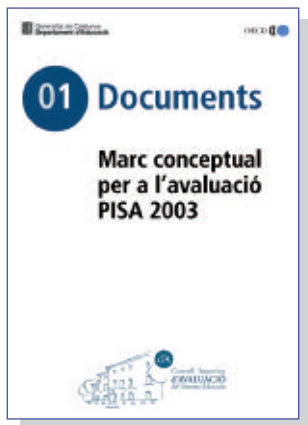 Generalitat de Catalunya
Departament d'Educació
OECD
01 Documents
Marc conceptual
per a l'avaluació
PISA 2003
Consell Superior
d'AVALUACIÓ
del Sistema Educatiu